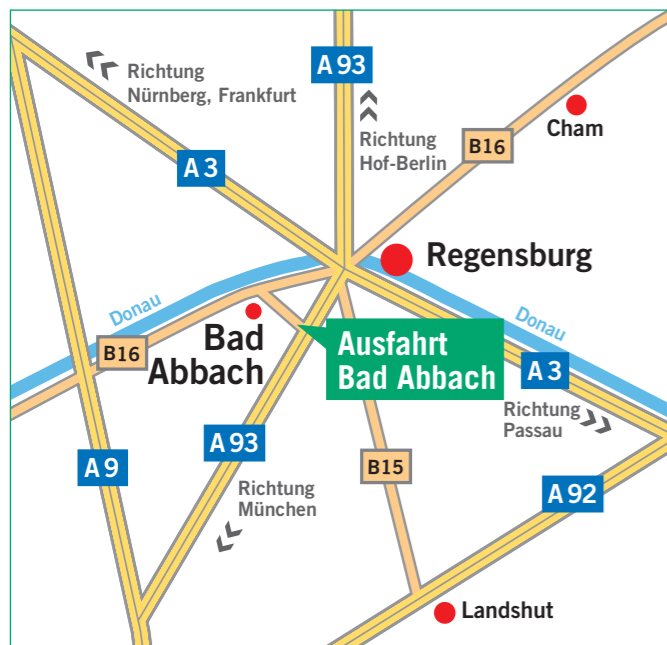 A 93
Richtung
Nürnberg, Frankfurt
Cham
Richtung
Hof-Berlin
B16
A 3
Regensburg
Donau
Donau
Bad
Abbach
B16
Ausfahrt
Bad Abbach
A 3
Richtung
Passau
A 9
A 93
B15
Richtung
München
A 92
Landshut